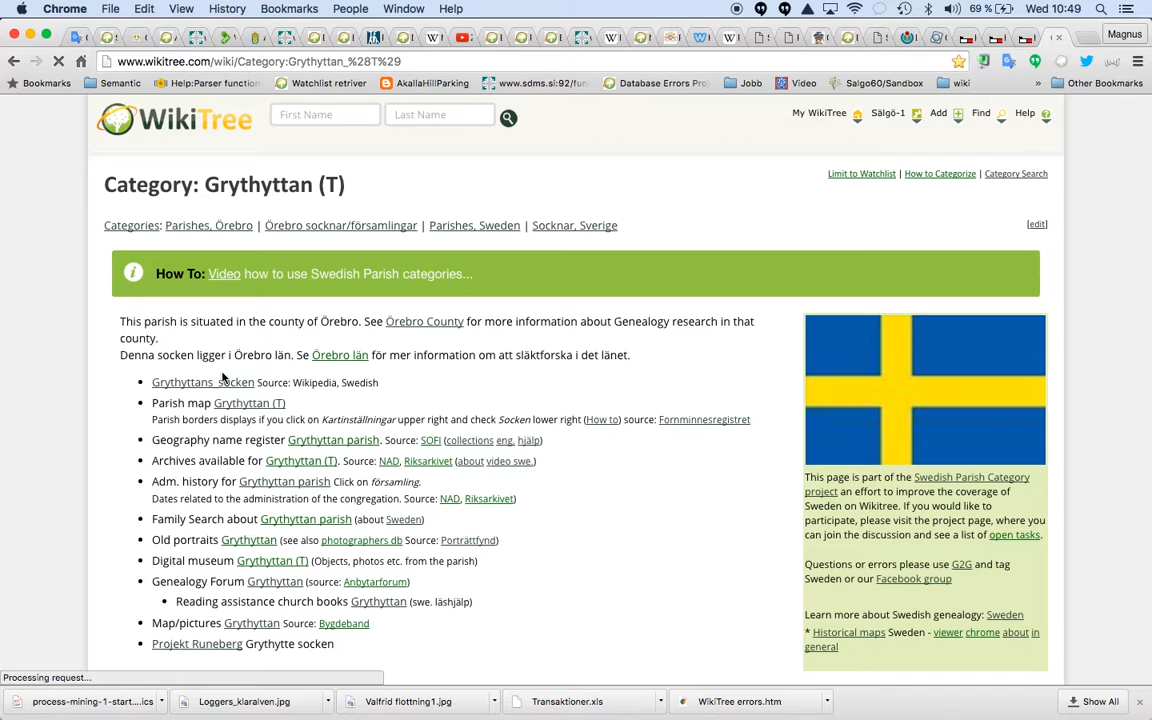 Chrome File Edit View History Bookmarks People Window Help 69 % Wed 10:49
Magnus
www.wikitree.com/wiki/Category:Grythyttan_%28T%29
Bookmarks Semantic Help:Parser function Watchlist retriever AkallaHillParking www.sdms.si:92/fun Database Errors Proj Jobb Video Salgo60/Sandbox wiki » Other Bookmarks
WikiTree First Name Last Name My WikiTree Sälgö-1 Add Find Help
Category: Grythyttan (T)
Limit to Watchlist | How to Categorize | Category Search
Categories: Parishes, Örebro | Örebro socknar/församlingar | Parishes, Sweden | Socknar, Sverige [edit]
i How To: Video how to use Swedish Parish categories...
This parish is situated in the county of Örebro. See Örebro County for more information about Genealogy research in that
county.
Denna socken ligger i Örebro län. Se Örebro län för mer information om att släktforska i det länet.
• Grythyttans socken Source: Wikipedia, Swedish
• Parish map Grythyttan (T)
Parish borders displays if you click on Kartinställningar upper right and check Socken lower right (How to) source: Fornminnesregistret
• Geography name register Grythyttan parish. Source: SOFI (collections eng. hjälp)
• Archives available for Grythyttan (T). Source: NAD, Riksarkivet (about video swe.)
• Adm. history for Grythyttan parish Click on församling.
Dates related to the administration of the congregation. Source: NAD, Riksarkivet)
• Family Search about Grythyttan parish (about Sweden)
• Old portraits Grythyttan (see also photographers db Source: Porträttfynd)
• Digital museum Grythyttan (T) (Objects, photos etc. from the parish)
• Genealogy Forum Grythyttan (source: Anbytarforum)
• Reading assistance church books Grythyttan (swe. läshjälp)
• Map/pictures Grythyttan Source: Bygdeband
• Projekt Runeberg Grythytte socken
This page is part of the Swedish Parish Category
project an effort to improve the coverage of
Sweden on Wikitree. If you would like to
participate, please visit the project page, where you
can join the discussion and see a list of open tasks.
Questions or errors please use G2G and tag
Sweden or our Facebook group
Learn more about Swedish genealogy: Sweden
* Historical maps Sweden - viewer chrome about in
general
Processing request...
process-mining-1-start....ics Loggers_klaralven.jpg Valfrid flottning1.jpg Transaktioner.xls WikiTree errors.htm Show All